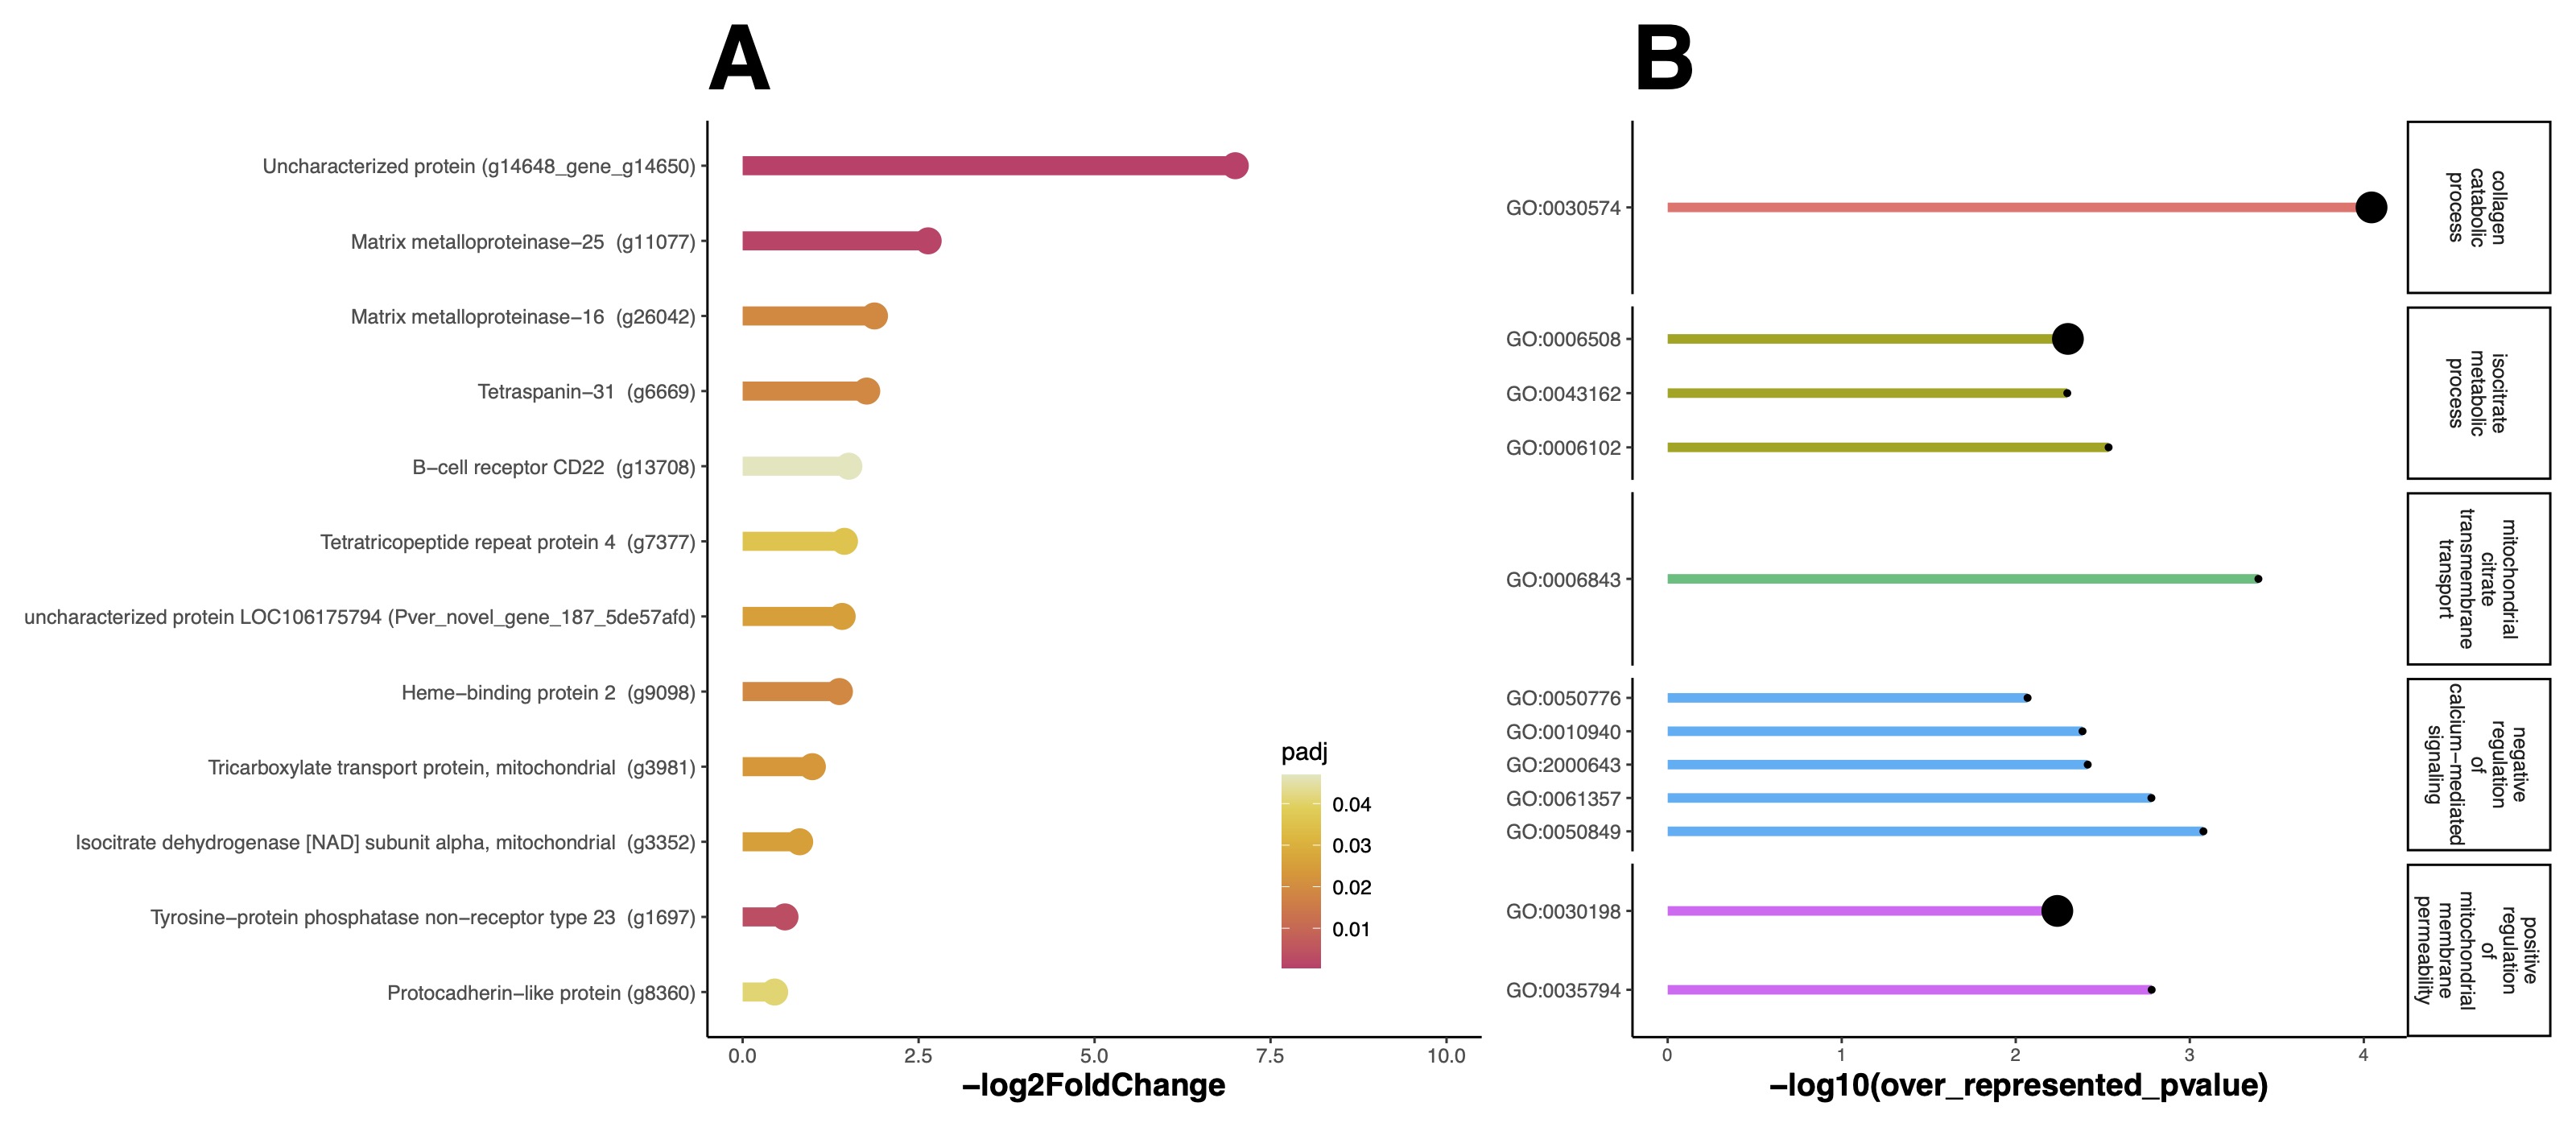 A
Uncharacterized protein (g14648_gene_g14650)
Matrix metalloproteinase−25 (g11077)
Matrix metalloproteinase−16 (g26042)
Tetraspanin−31 (g6669)
B−cell receptor CD22 (g13708)
Tetratricopeptide repeat protein 4 (g7377)
uncharacterized protein LOC106175794 (Pver_novel_gene_187_5de57afd)
Heme−binding protein 2 (g9098)
Tricarboxylate transport protein, mitochondrial (g3981)
Isocitrate dehydrogenase [NAD] subunit alpha, mitochondrial (g3352)
Tyrosine−protein phosphatase non−receptor type 23 (g1697)
Protocadherin−like protein (g8360)
padj
0.04
0.03
0.02
0.01
0.0 2.5 5.0 7.5 10.0
−log2FoldChange
B
GO:0030574
collagen
catabolic
process
GO:0006508
GO:0043162
GO:0006102
isocitrate
metabolic
process
GO:0006843
mitochondrial
citrate
transmembrane
transport
GO:0050776
GO:0010940
GO:2000643
GO:0061357
GO:0050849
negative
regulation
of
calcium−mediated
signaling
GO:0030198
GO:0035794
positive
regulation
of
mitochondrial
membrane
permeability
0 1 2 3 4
−log10(over_represented_pvalue)